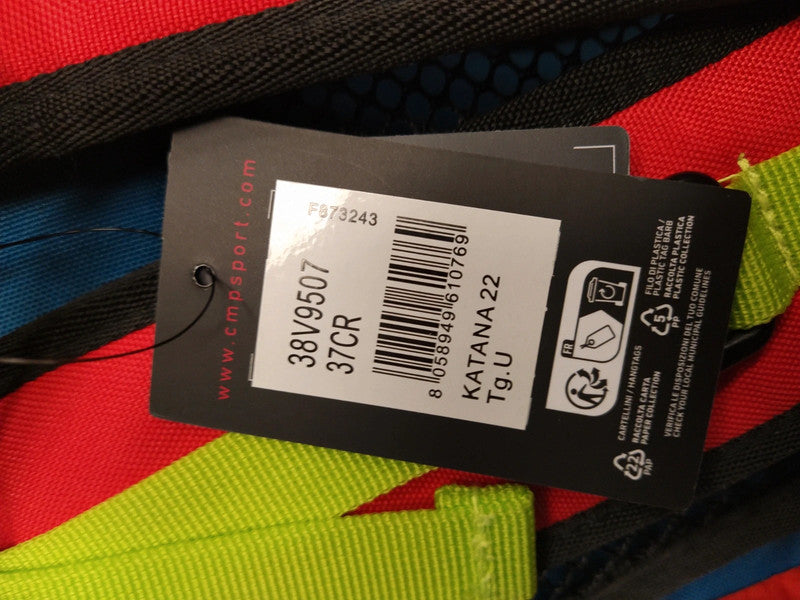 www.cmpsport.com
F873243
38V9507
37CR
8 058949 610769
KATANA 22
Tg.U
FR
CARTELLINI / HANGTAGS
RACCOLTA CARTA
PAPER COLLECTION
22
PAP
FILO DI PLASTICA /
PLASTIC TAG BARB
RACCOLTA PLASTICA
PLASTIC COLLECTION
5
PP
VERIFICA LE DISPOSIZIONI DEL TUO COMUNE
CHECK YOUR LOCAL MUNICIPAL GUIDELINES